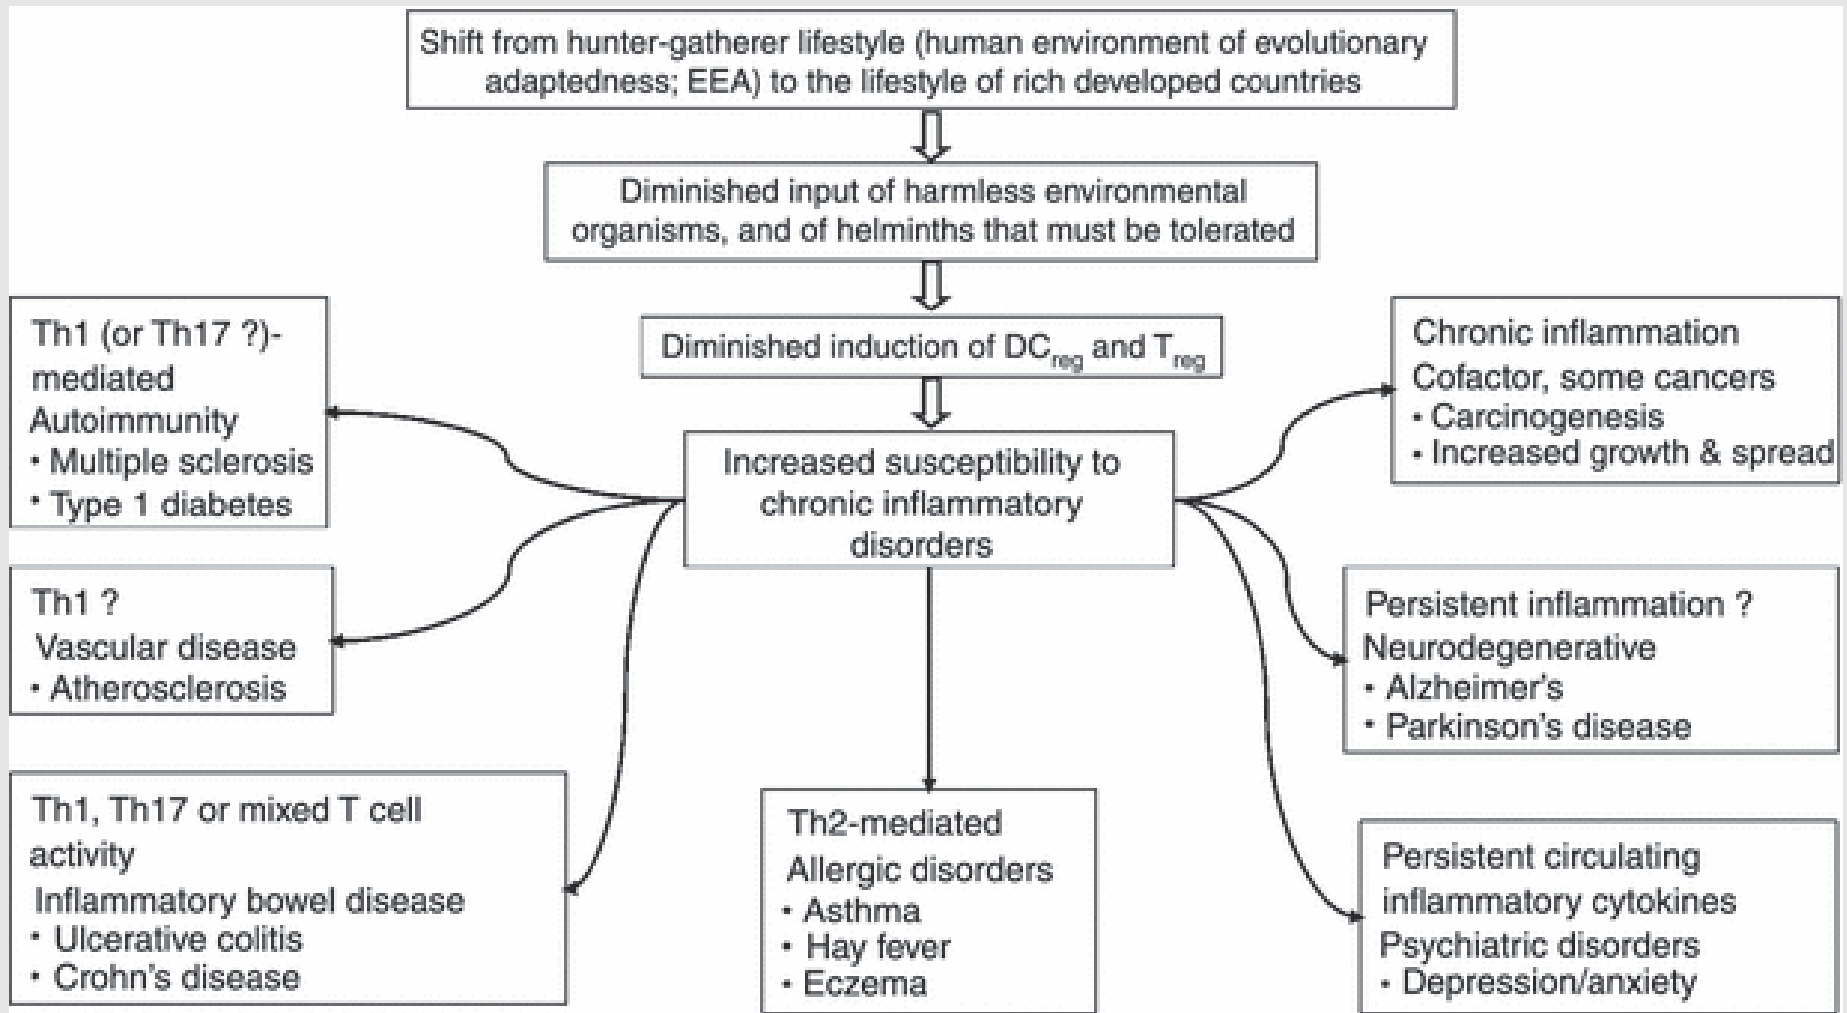 Shift from hunter-gatherer lifestyle (human environment of evolutionary
adaptedness; EEA) to the lifestyle of rich developed countries
Diminished input of harmless environmental
organisms, and of helminths that must be tolerated
Diminished induction of DCreg and Treg
Increased susceptibility to
chronic inflammatory
disorders
Th1 (or Th17 ?)-
mediated
Autoimmunity
• Multiple sclerosis
• Type 1 diabetes
Th1 ?
Vascular disease
• Atherosclerosis
Th1, Th17 or mixed T cell
activity
Inflammatory bowel disease
• Ulcerative colitis
• Crohn's disease
Th2-mediated
Allergic disorders
• Asthma
• Hay fever
• Eczema
Chronic inflammation
Cofactor, some cancers
• Carcinogenesis
• Increased growth & spread
Persistent inflammation ?
Neurodegenerative
• Alzheimer's
• Parkinson's disease
Persistent circulating
inflammatory cytokines
Psychiatric disorders
• Depression/anxiety